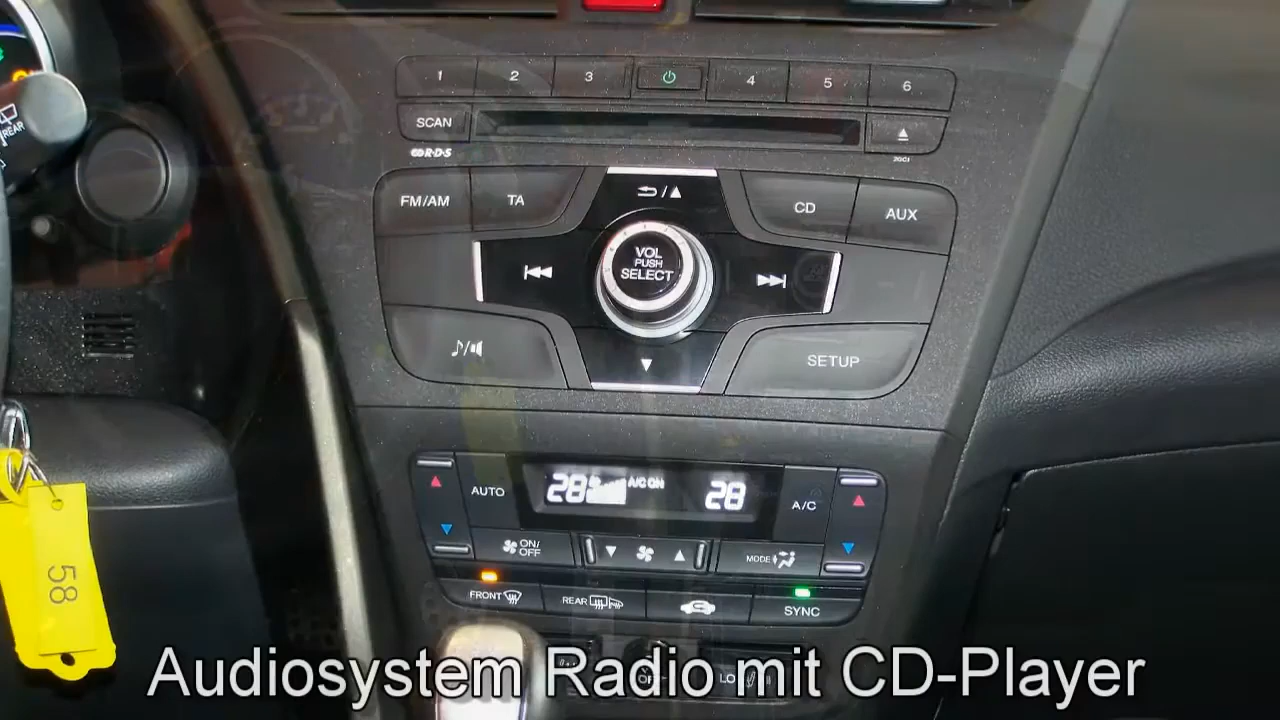 1 2 3 4 5 6
SCAN
R·D·S
FM/AM TA CD AUX
VOL
PUSH
SELECT
SETUP
REAR
AUTO 28 A/C ON 28 A/C
ON/
OFF
MODE
FRONT REAR SYNC
58
Audiosystem Radio mit CD-Player